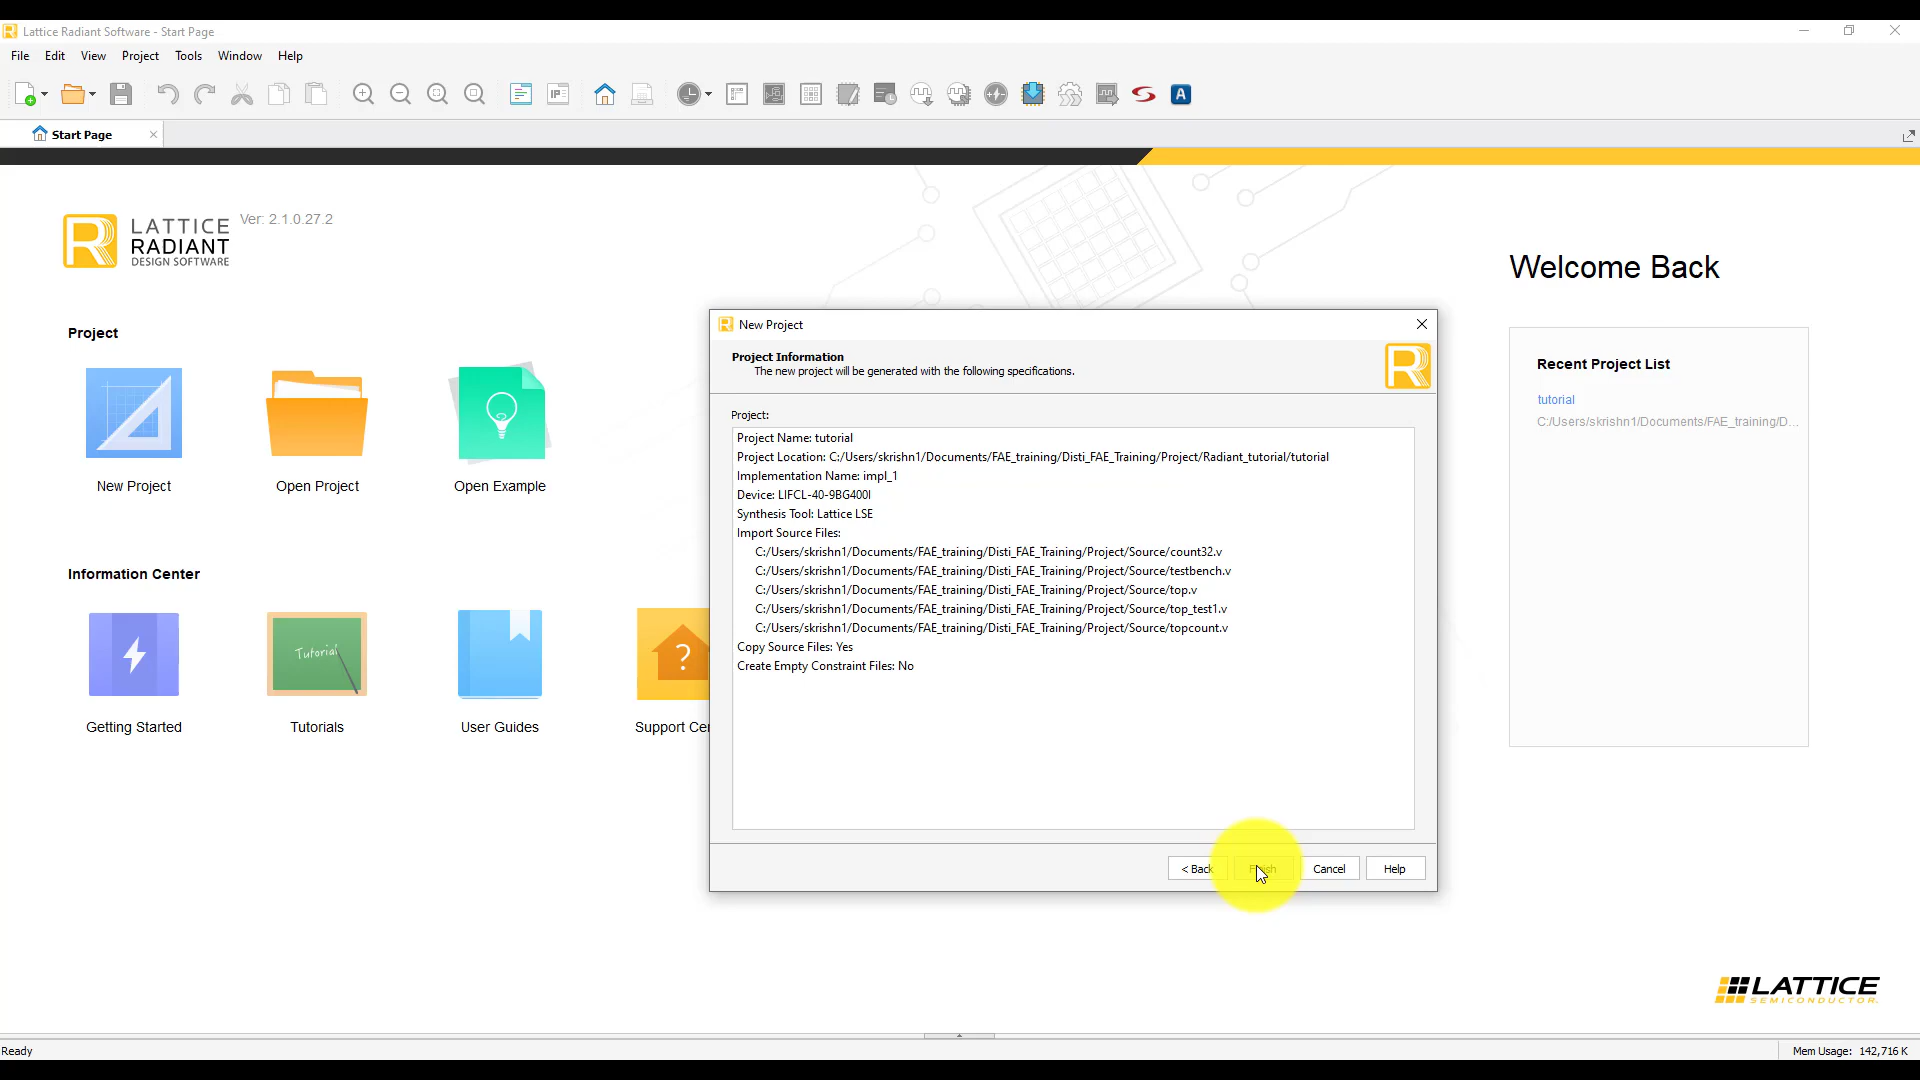 Lattice Radiant Software - Start Page
File Edit View Project Tools Window Help
Start Page
LATTICE
RADIANT
DESIGN SOFTWARE
Ver: 2.1.0.27.2
Welcome Back
Project
New Project
Open Project
Open Example
Information Center
Tutorial
?
Getting Started
Tutorials
User Guides
Support Cen
New Project
Project Information
The new project will be generated with the following specifications.
Project:
Project Name: tutorial
Project Location: C:/Users/skrishn1/Documents/FAE_training/Disti_FAE_Training/Project/Radiant_tutorial/tutorial
Implementation Name: impl_1
Device: LIFCL-40-9BG400I
Synthesis Tool: Lattice LSE
Import Source Files:
C:/Users/skrishn1/Documents/FAE_training/Disti_FAE_Training/Project/Source/count32.v
C:/Users/skrishn1/Documents/FAE_training/Disti_FAE_Training/Project/Source/testbench.v
C:/Users/skrishn1/Documents/FAE_training/Disti_FAE_Training/Project/Source/top.v
C:/Users/skrishn1/Documents/FAE_training/Disti_FAE_Training/Project/Source/top_test1.v
C:/Users/skrishn1/Documents/FAE_training/Disti_FAE_Training/Project/Source/topcount.v
Copy Source Files: Yes
Create Empty Constraint Files: No
< Back Finish Cancel Help
Recent Project List
tutorial
C:/Users/skrishn1/Documents/FAE_training/D...
LATTICE
SEMICONDUCTOR.
Ready
Mem Usage: 142,716 K